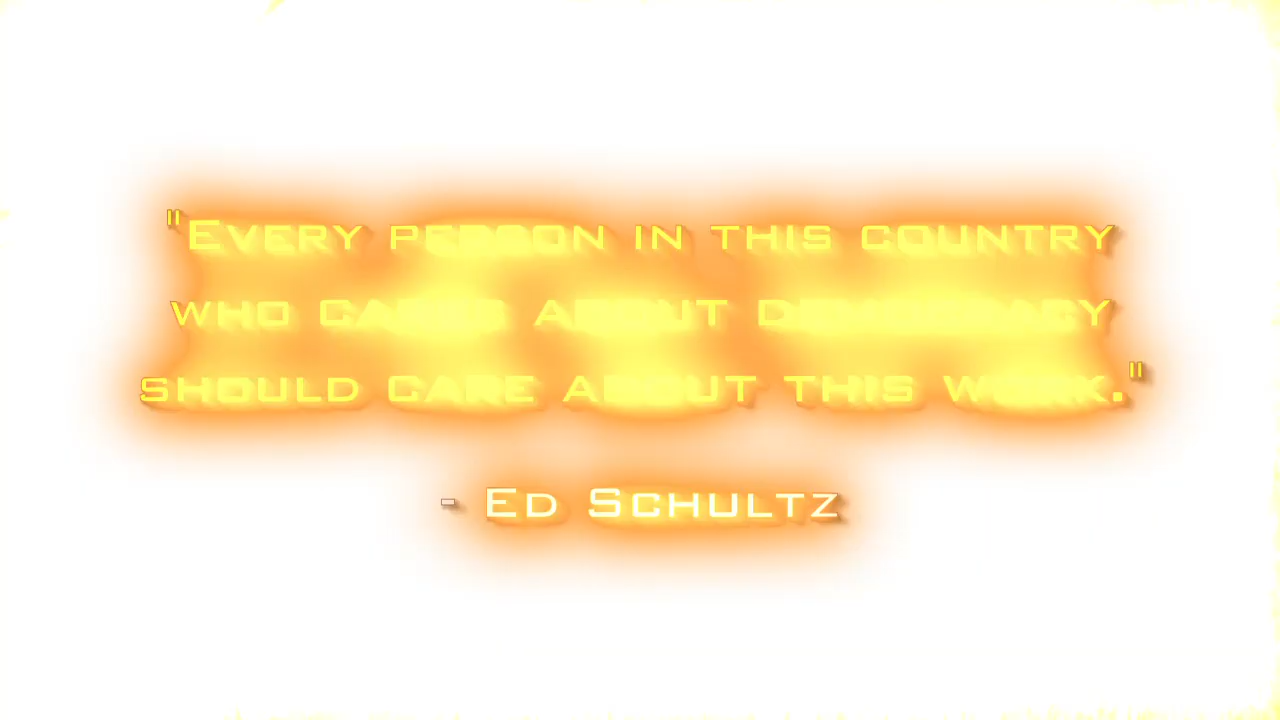 "Every person in this country
who cares about democracy
should care about this work."
- Ed Schultz